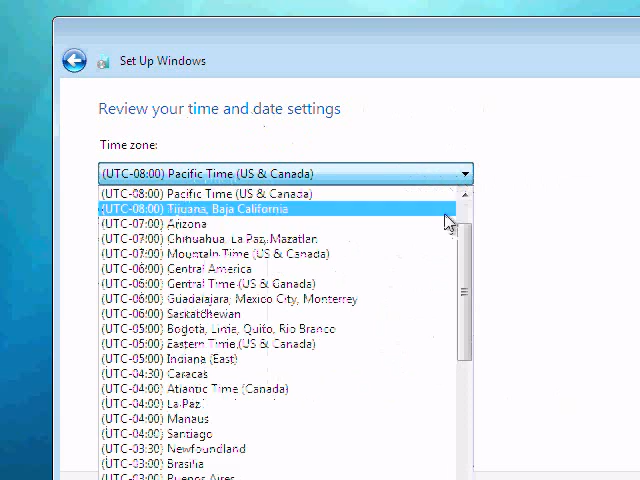 Set Up Windows
Review your time and date settings
Time zone:
(UTC-08:00) Pacific Time (US & Canada)
(UTC-08:00) Pacific Time (US & Canada)
(UTC-08:00) Tijuana, Baja California
(UTC-07:00) Arizona
(UTC-07:00) Chihuahua, La Paz, Mazatlan
(UTC-07:00) Mountain Time (US & Canada)
(UTC-06:00) Central America
(UTC-06:00) Central Time (US & Canada)
(UTC-06:00) Guadalajara, Mexico City, Monterrey
(UTC-06:00) Saskatchewan
(UTC-05:00) Bogota, Lima, Quito, Rio Branco
(UTC-05:00) Eastern Time (US & Canada)
(UTC-05:00) Indiana (East)
(UTC-04:30) Caracas
(UTC-04:00) Atlantic Time (Canada)
(UTC-04:00) La Paz
(UTC-04:00) Manaus
(UTC-04:00) Santiago
(UTC-03:30) Newfoundland
(UTC-03:00) Brasilia
(UTC-03:00) Buenos Aires